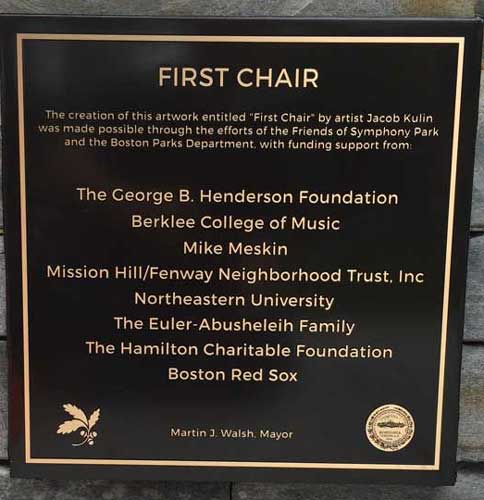 FIRST CHAIR
The creation of this artwork entitled "First Chair" by artist Jacob Kulin
was made possible through the efforts of the Friends of Symphony Park
and the Boston Parks Department, with funding support from:
The George B. Henderson Foundation
Berklee College of Music
Mike Meskin
Mission Hill/Fenway Neighborhood Trust, Inc
Northeastern University
The Euler-Abusheleih Family
The Hamilton Charitable Foundation
Boston Red Sox
Martin J. Walsh, Mayor